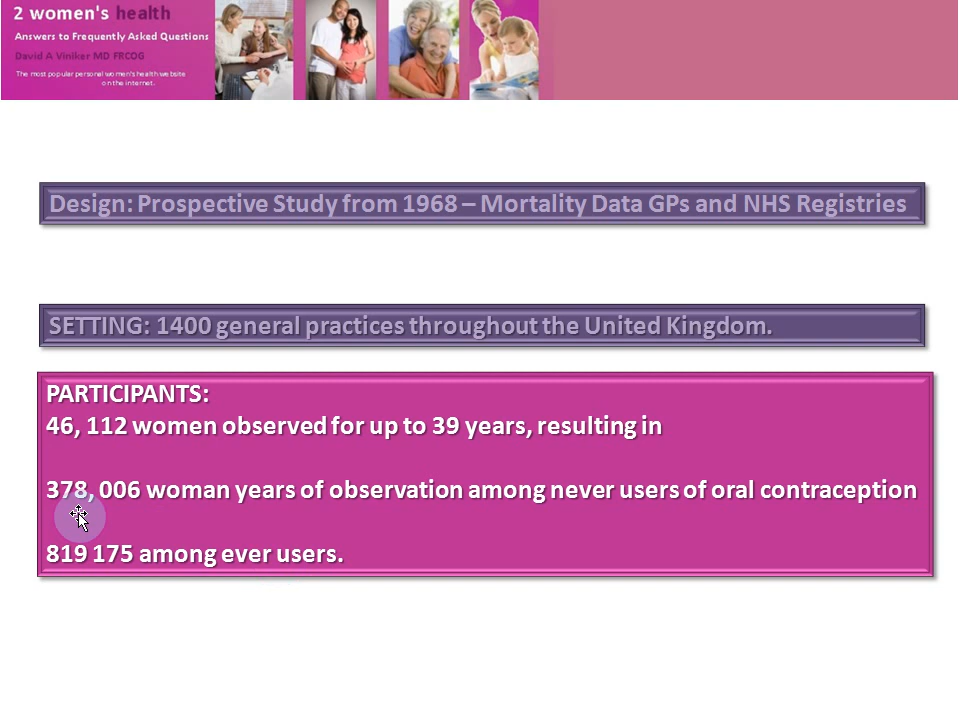 2 women's health
Answers to Frequently Asked Questions
David A Viniker MD FRCOG
The most popular personal women's health website
on the internet.
Design: Prospective Study from 1968 – Mortality Data GPs and NHS Registries
SETTING: 1400 general practices throughout the United Kingdom.
PARTICIPANTS:
46, 112 women observed for up to 39 years, resulting in
378, 006 woman years of observation among never users of oral contraception
819 175 among ever users.